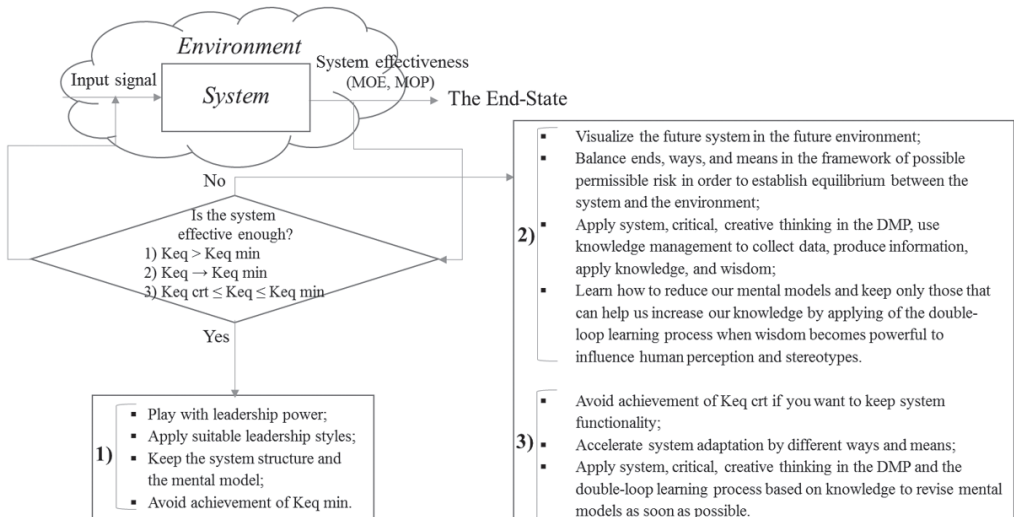 Environment
Input signal
System
System effectiveness
(MOE, MOP)
The End-State
No
Is the system
effective enough?
1) Keq > Keq min
2) Keq → Keq min
3) Keq crt ≤ Keq ≤ Keq min
Yes
1)
▪ Play with leadership power;
▪ Apply suitable leadership styles;
▪ Keep the system structure and
the mental model;
▪ Avoid achievement of Keq min.
2)
▪ Visualize the future system in the future environment;
▪ Balance ends, ways, and means in the framework of possible
permissible risk in order to establish equilibrium between the
system and the environment;
▪ Apply system, critical, creative thinking in the DMP, use
knowledge management to collect data, produce information,
apply knowledge, and wisdom;
▪ Learn how to reduce our mental models and keep only those that
can help us increase our knowledge by applying of the double-
loop learning process when wisdom becomes powerful to
influence human perception and stereotypes.
3)
▪ Avoid achievement of Keq crt if you want to keep system
functionality;
▪ Accelerate system adaptation by different ways and means;
▪ Apply system, critical, creative thinking in the DMP and the
double-loop learning process based on knowledge to revise mental
models as soon as possible.